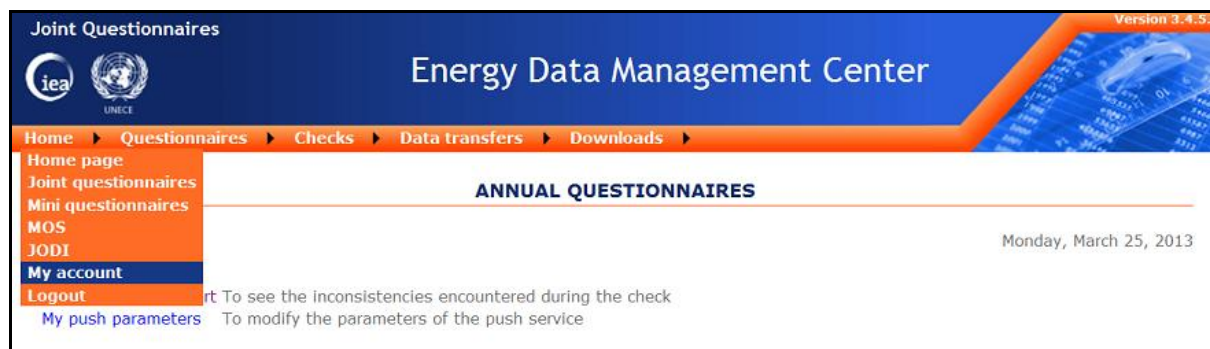 Joint Questionnaires
Version 3.4.5.
iea
UNECE
Energy Data Management Center
Home Questionnaires Checks Data transfers Downloads
Home page
Joint questionnaires
Mini questionnaires
MOS
JODI
My account
Logout
ANNUAL QUESTIONNAIRES
Monday, March 25, 2013
rt To see the inconsistencies encountered during the check
My push parameters To modify the parameters of the push service